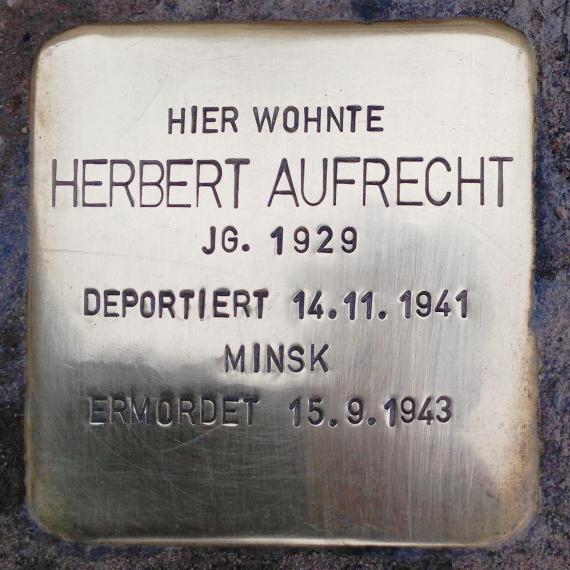 HIER WOHNTE
HERBERT AUFRECHT
JG. 1929
DEPORTIERT 14.11.1941
MINSK
ERMORDET 15.9.1943